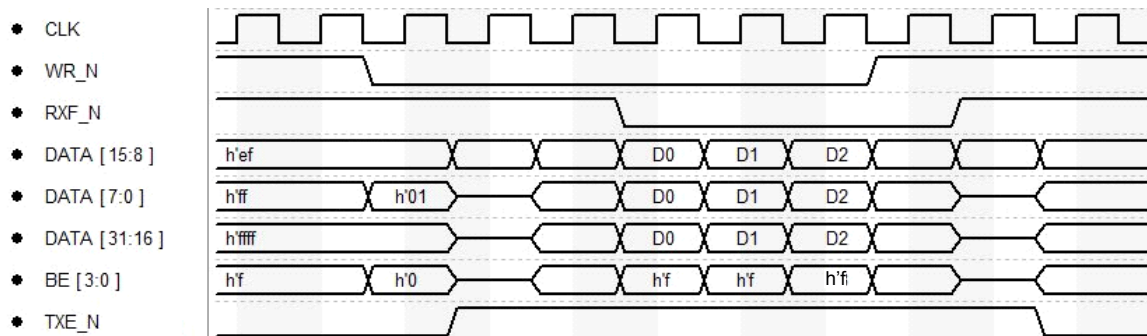 CLK
WR_N
RXF_N
DATA [ 15:8 ] h'ef D0 D1 D2
DATA [7:0 ] h'ff h'01 D0 D1 D2
DATA [ 31:16 ] h'ffff D0 D1 D2
BE [ 3:0 ] h'f h'0 h'f h'f h'f
TXE_N